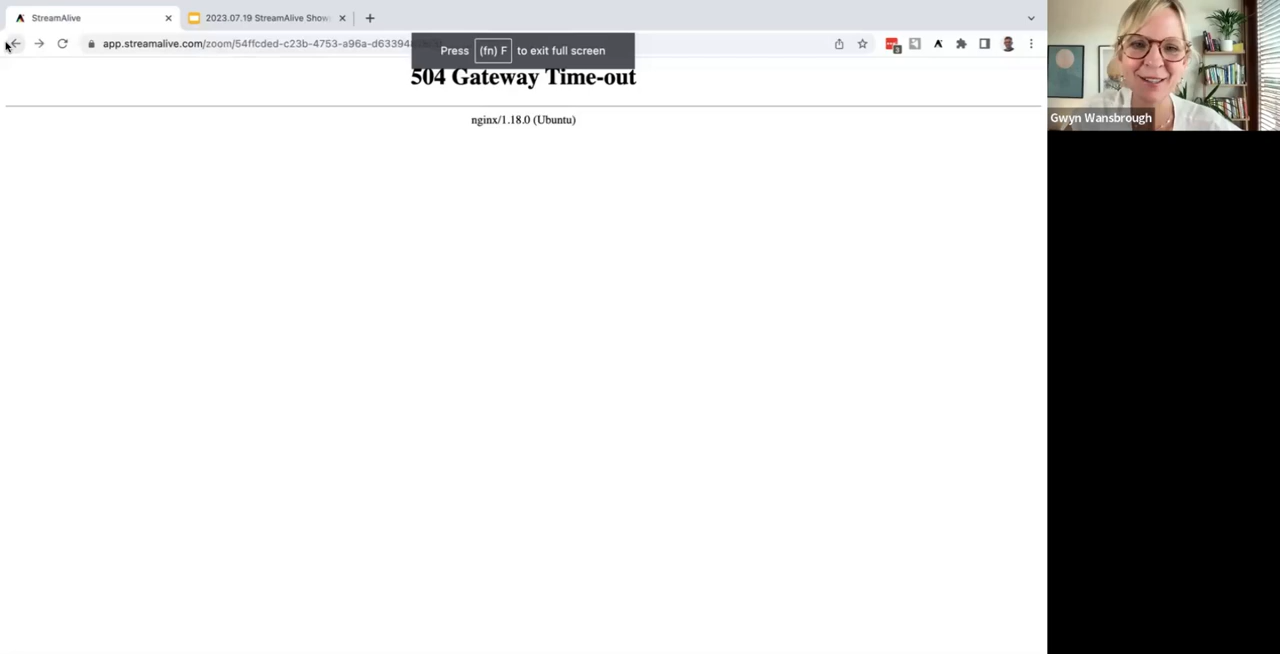 StreamAlive
2023.07.19 StreamAlive Show
app.streamalive.com/zoom/54ffcded-c23b-4753-a96a-d63394
Press (fn) F to exit full screen
504 Gateway Time-out
nginx/1.18.0 (Ubuntu)
Gwyn Wansbrough